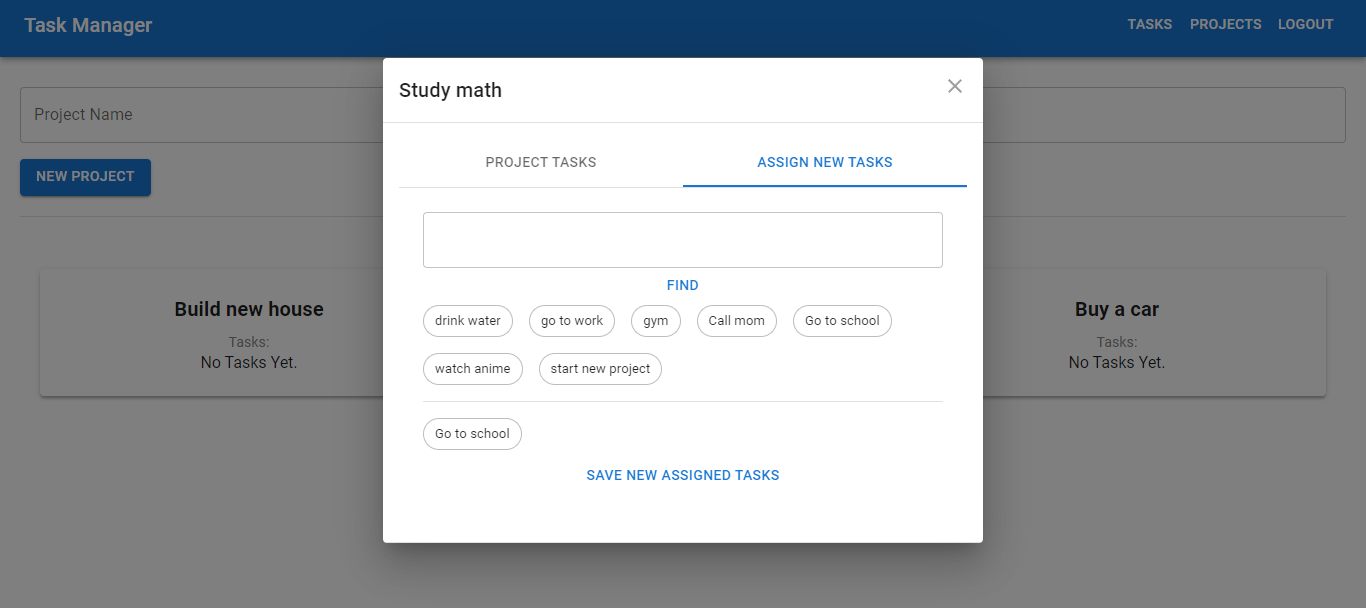 Task Manager
TASKS PROJECTS LOGOUT
Study math
Project Name
NEW PROJECT
PROJECT TASKS ASSIGN NEW TASKS
FIND
drink water go to work gym Call mom Go to school
watch anime start new project
Go to school
SAVE NEW ASSIGNED TASKS
Build new house
Tasks:
No Tasks Yet.
Buy a car
Tasks:
No Tasks Yet.